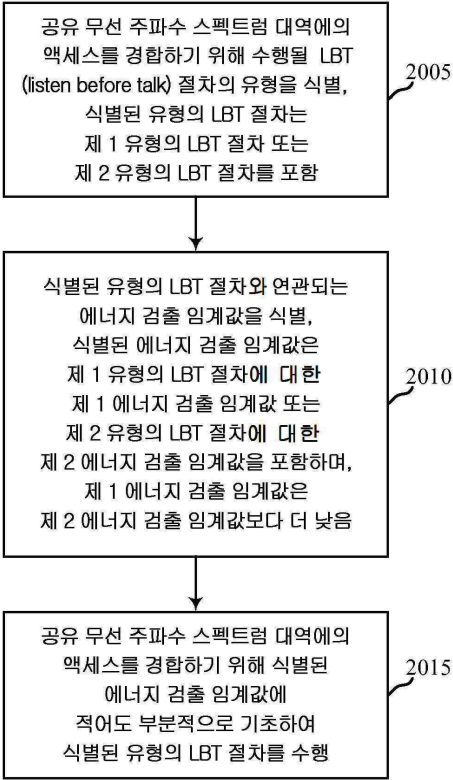 공유 무선 주파수 스펙트럼 대역에의
액세스를 경합하기 위해 수행될 LBT
(listen before talk) 절차의 유형을 식별,
식별된 유형의 LBT 절차는
제 1 유형의 LBT 절차 또는
제 2 유형의 LBT 절차를 포함
2005
식별된 유형의 LBT 절차와 연관되는
에너지 검출 임계값을 식별,
식별된 에너지 검출 임계값은
제 1 유형의 LBT 절차에 대한
제 1 에너지 검출 임계값 또는
제 2 유형의 LBT 절차에 대한
제 2 에너지 검출 임계값을 포함하며,
제 1 에너지 검출 임계값은
제 2 에너지 검출 임계값보다 더 낮음
2010
공유 무선 주파수 스펙트럼 대역에의
액세스를 경합하기 위해 식별된
에너지 검출 임계값에
적어도 부분적으로 기초하여
식별된 유형의 LBT 절차를 수행
2015